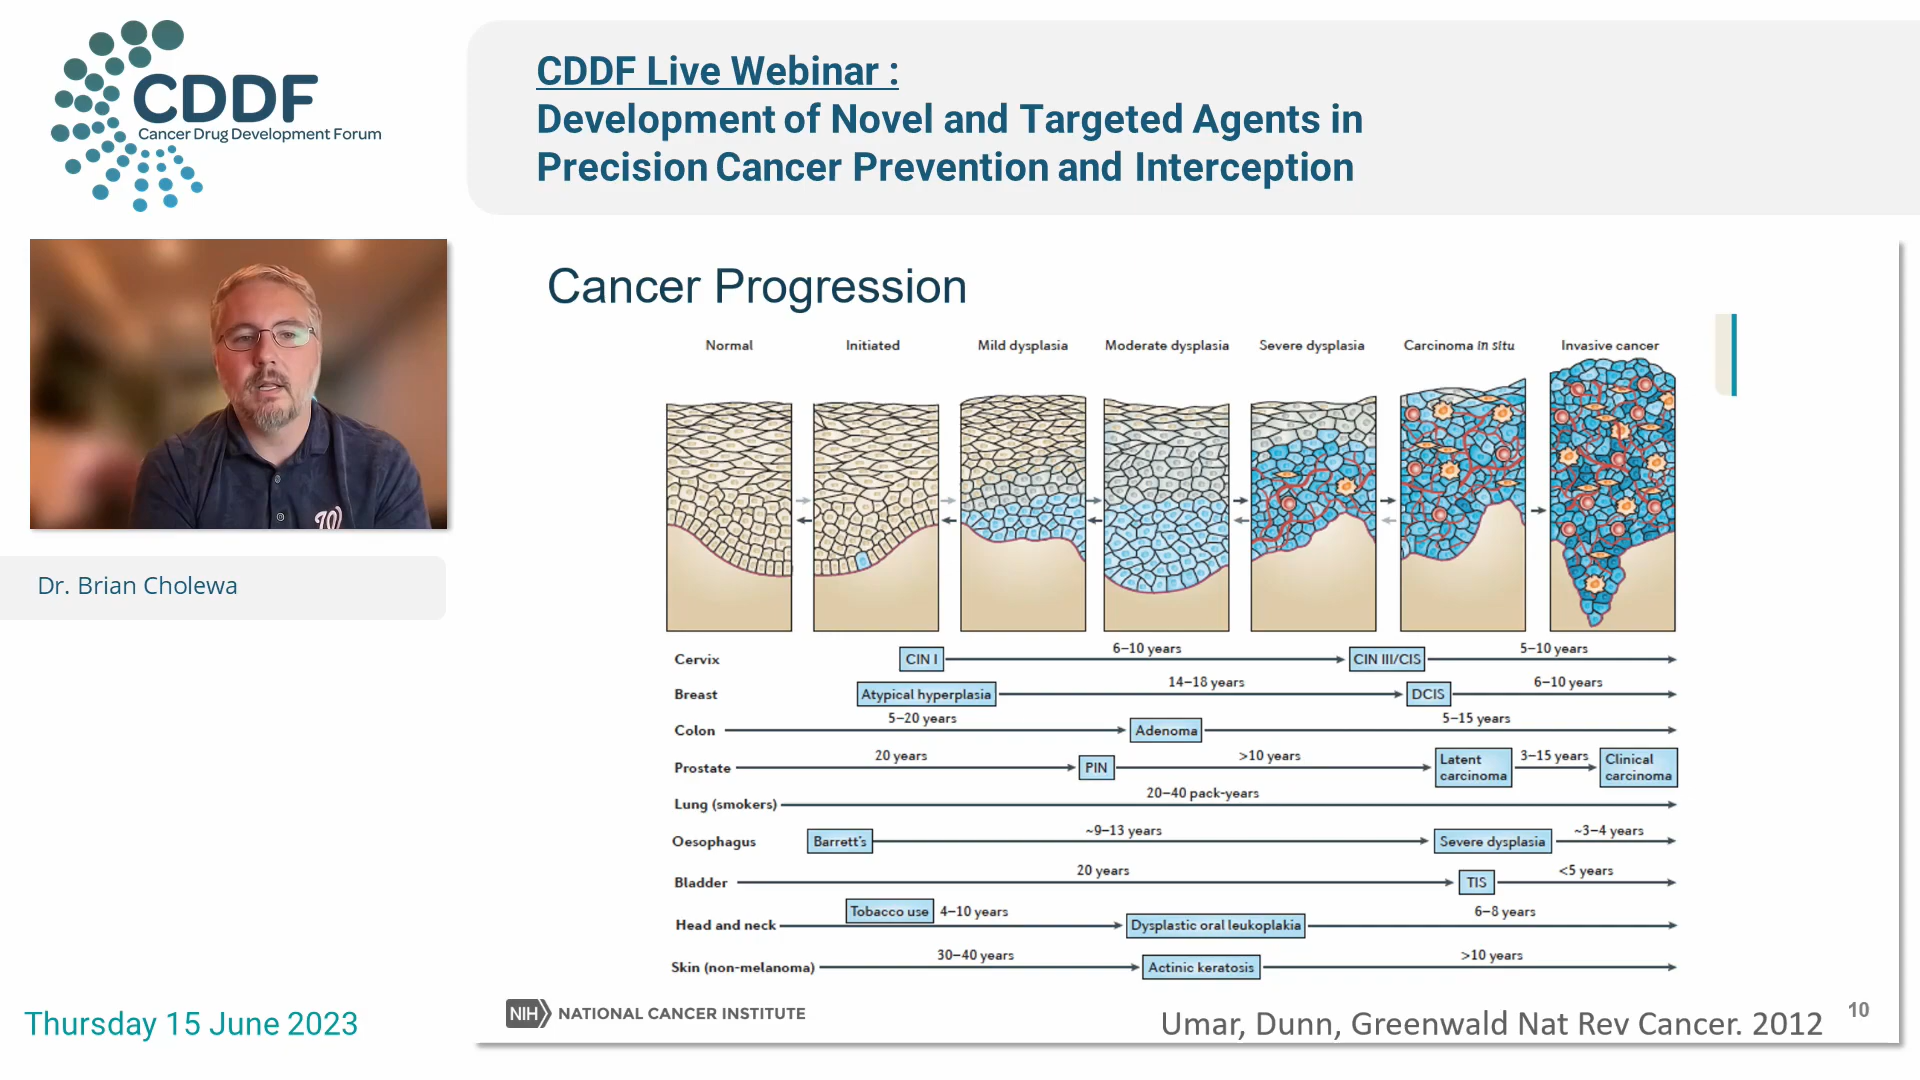 CDDF
Cancer Drug Development Forum
CDDF Live Webinar :
Development of Novel and Targeted Agents in
Precision Cancer Prevention and Interception
W
Dr. Brian Cholewa
Thursday 15 June 2023
Cancer Progression
Normal Initiated Mild dysplasia Moderate dysplasia Severe dysplasia Carcinoma in situ Invasive cancer
Cervix CIN I 6–10 years CIN III/CIS 5–10 years
Breast Atypical hyperplasia 14–18 years DCIS 6–10 years
Colon 5–20 years Adenoma 5–15 years
Prostate 20 years PIN >10 years Latent carcinoma 3–15 years Clinical carcinoma
Lung (smokers) 20–40 pack-years
Oesophagus Barrett's ~9–13 years Severe dysplasia ~3–4 years
Bladder 20 years TIS <5 years
Head and neck Tobacco use 4–10 years Dysplastic oral leukoplakia 6–8 years
Skin (non-melanoma) 30–40 years Actinic keratosis >10 years
NIH NATIONAL CANCER INSTITUTE
Umar, Dunn, Greenwald Nat Rev Cancer. 2012
10